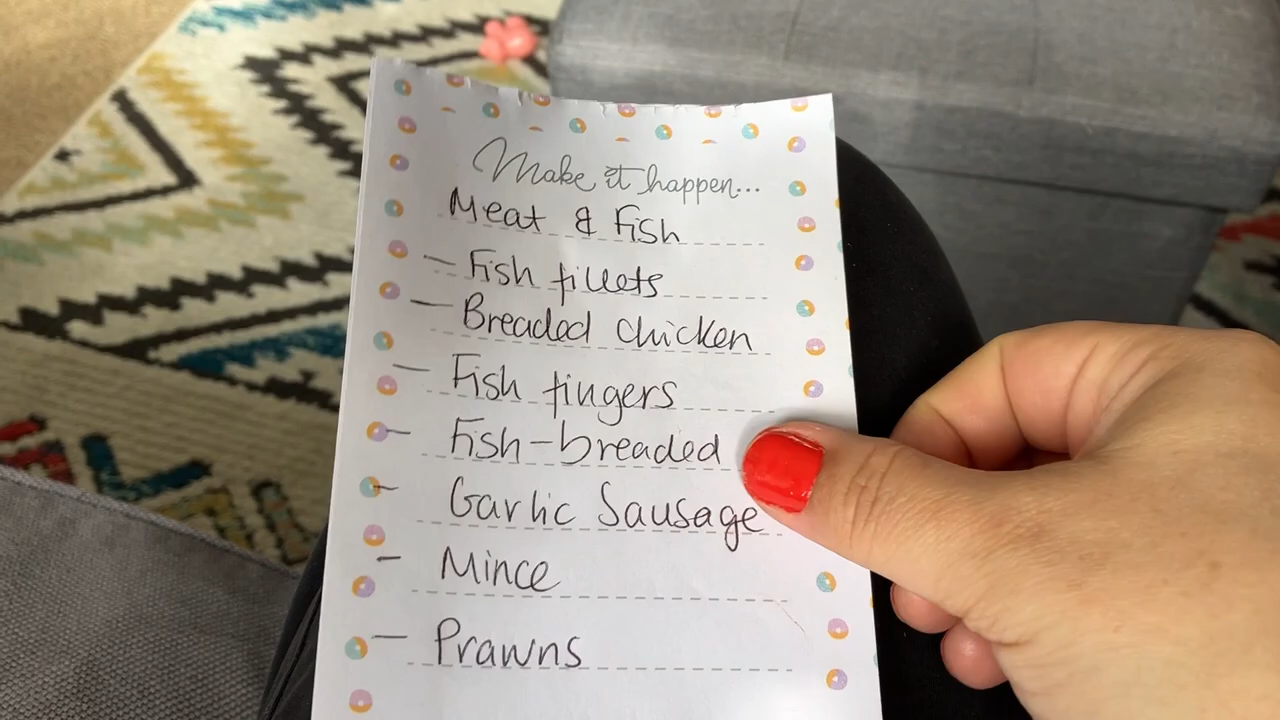 Make it happen...
Meat & Fish
- Fish fillets
- Breaded chicken
- Fish fingers
- Fish-breaded
- Garlic Sausage
- Mince
- Prawns